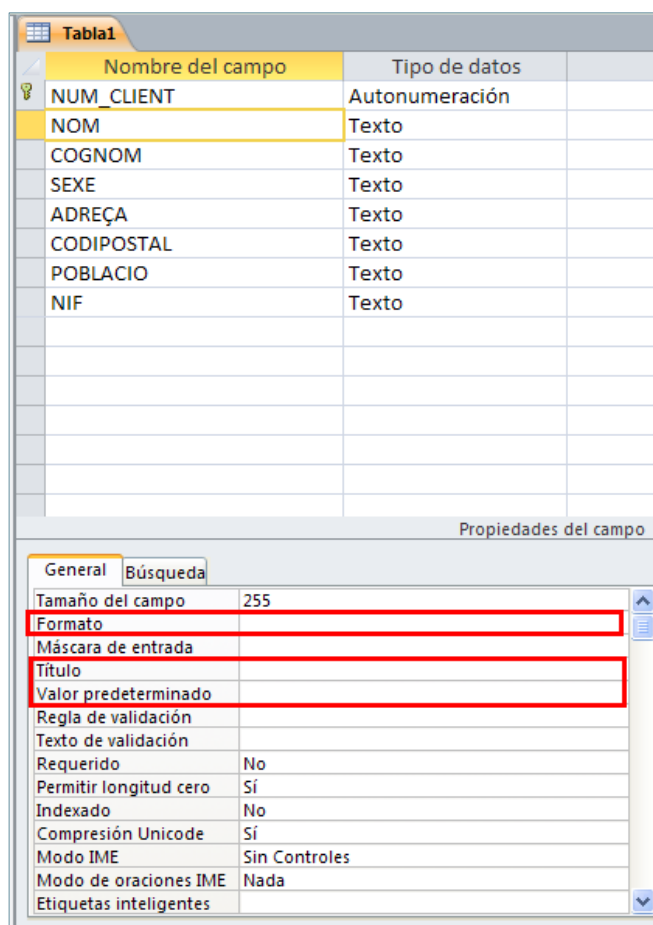 Tabla1
Nombre del campo Tipo de datos
NUM_CLIENT Autonumeración
NOM Texto
COGNOM Texto
SEXE Texto
ADREÇA Texto
CODIPOSTAL Texto
POBLACIO Texto
NIF Texto
Propiedades del campo
General Búsqueda
Tamaño del campo 255
Formato
Máscara de entrada
Título
Valor predeterminado
Regla de validación
Texto de validación
Requerido No
Permitir longitud cero Sí
Indexado No
Compresión Unicode Sí
Modo IME Sin Controles
Modo de oraciones IME Nada
Etiquetas inteligentes